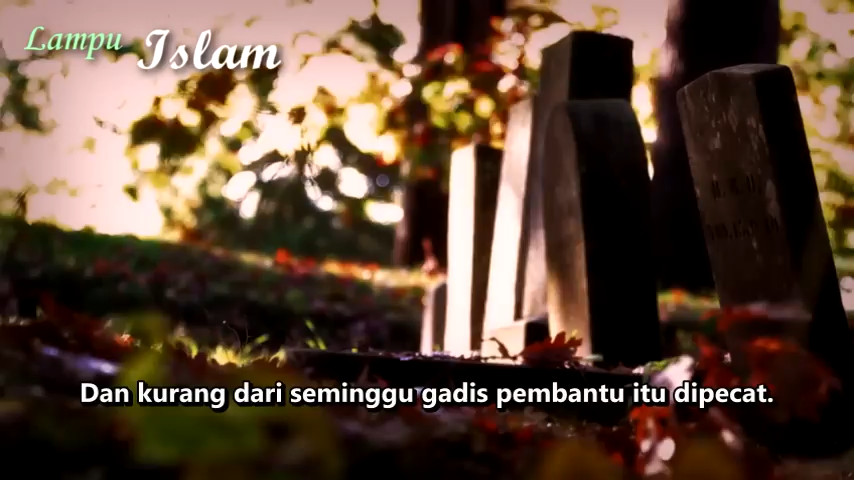 Lampu Islam
Dan kurang dari seminggu gadis pembantu itu dipecat.